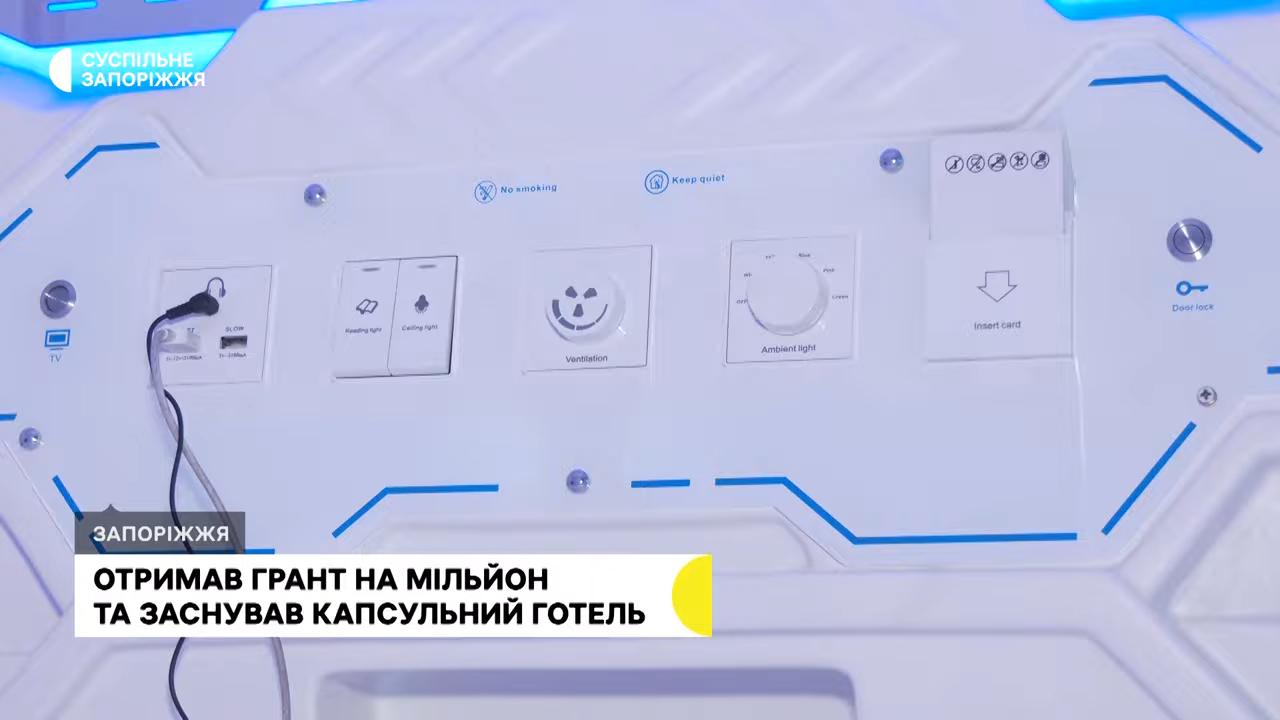 СУСПІЛЬНЕ
ЗАПОРІЖЖЯ
No smoking
Keep quiet
TV
SLOW
Reading light
Ceiling light
Ventilation
OFF
Pink
Green
Ambient light
Insert card
Door lock
ЗАПОРІЖЖЯ
ОТРИМАВ ГРАНТ НА МІЛЬЙОН
ТА ЗАСНУВАВ КАПСУЛЬНИЙ ГОТЕЛЬ